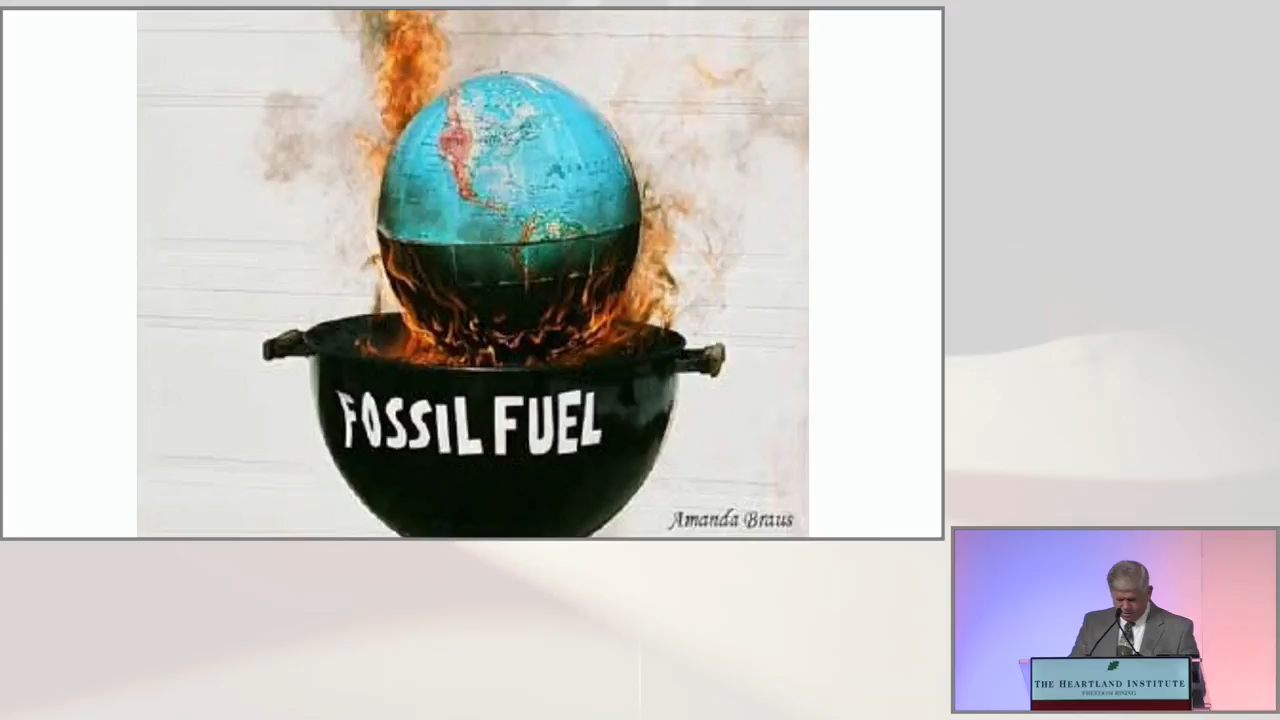 FOSSIL FUEL
Amanda Braus
THE HEARTLAND INSTITUTE
FREEDOM RISING